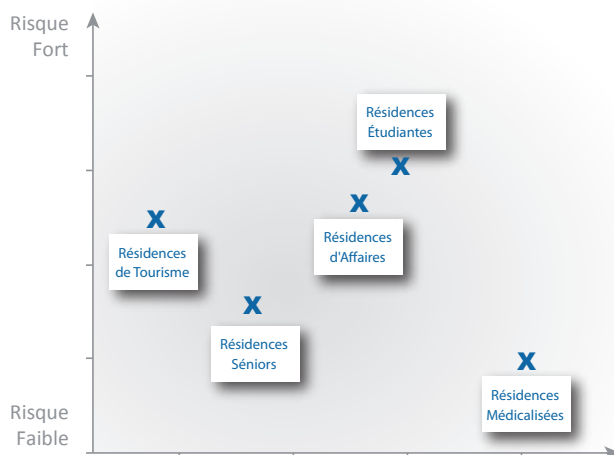 Risque
Fort
Résidences
Étudiantes
X
X
X
Résidences
d'Affaires
Résidences
de Tourisme
X
Résidences
Séniors
X
Résidences
Médicalisées
Risque
Faible